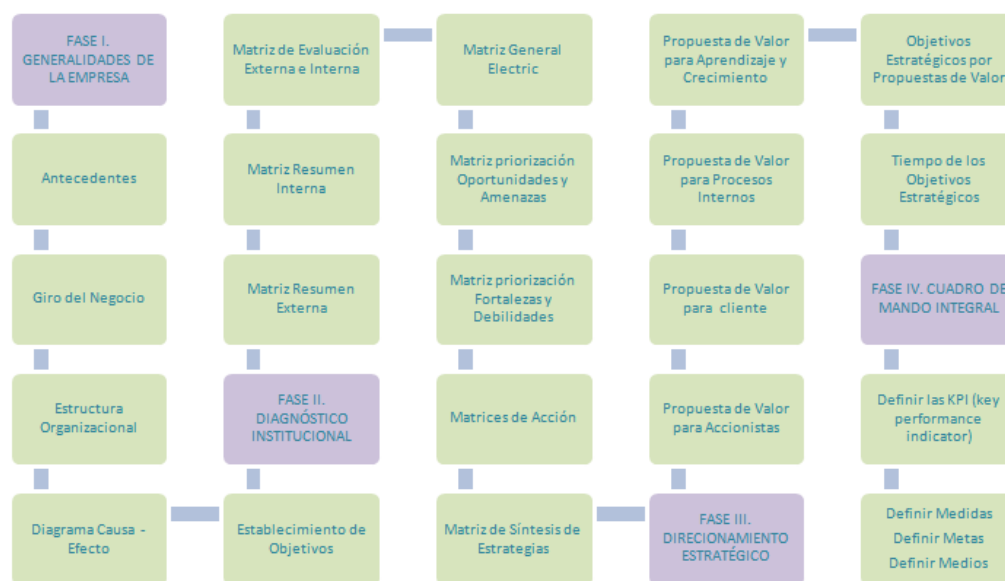 FASE I.
GENERALIDADES DE
LA EMPRESA
Antecedentes
Giro del Negocio
Estructura
Organizacional
Diagrama Causa -
Efecto
Establecimiento de
Objetivos
FASE II.
DIAGNÓSTICO
INSTITUCIONAL
Matriz Resumen
Externa
Matriz Resumen
Interna
Matriz de Evaluación
Externa e Interna
Matriz General
Electric
Matriz priorización
Oportunidades y
Amenazas
Matriz priorización
Fortalezas y
Debilidades
Matrices de Acción
Matriz de Síntesis de
Estrategias
FASE III.
DIRECIONAMIENTO
ESTRATÉGICO
Propuesta de Valor
para Accionistas
Propuesta de Valor
para cliente
Propuesta de Valor
para Procesos
Internos
Propuesta de Valor
para Aprendizaje y
Crecimiento
Objetivos
Estratégicos por
Propuestas de Valor
Tiempo de los
Objetivos
Estratégicos
FASE IV. CUADRO DE
MANDO INTEGRAL
Definir las KPI (key
performance
indicator)
Definir Medidas
Definir Metas
Definir Medios